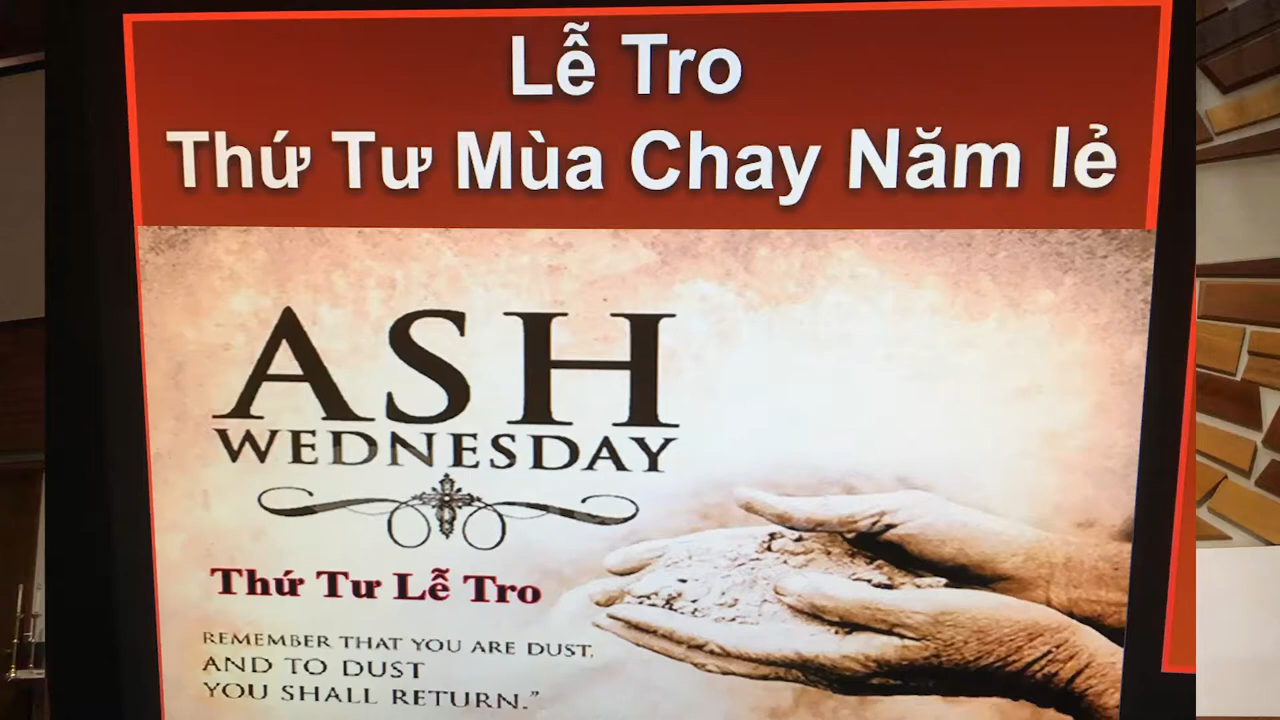 Lễ Tro
Thứ Tư Mùa Chay Năm lẻ
ASH
WEDNESDAY
Thứ Tư Lễ Tro
REMEMBER THAT YOU ARE DUST,
AND TO DUST
YOU SHALL RETURN.”